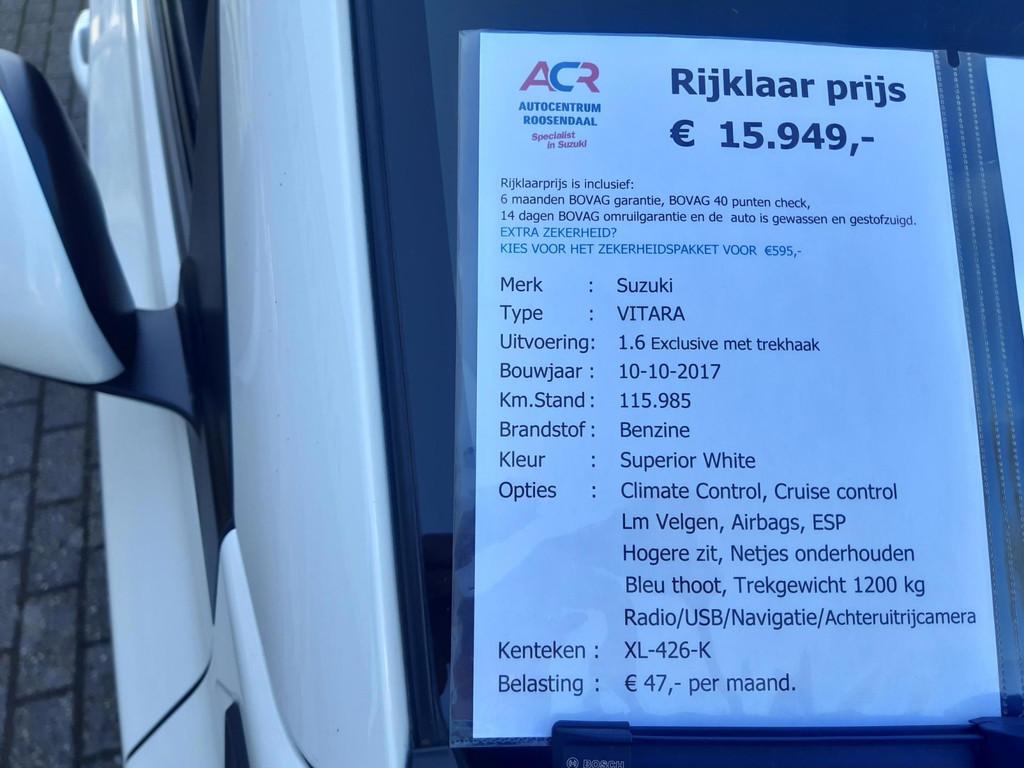 ACR
AUTOCENTRUM
ROOSENDAAL
Specialist
in Suzuki
Rijklaar prijs
€ 15.949,-
Rijklaarprijs is inclusief:
6 maanden BOVAG garantie, BOVAG 40 punten check,
14 dagen BOVAG omruilgarantie en de auto is gewassen en gestofzuigd.
EXTRA ZEKERHEID?
KIES VOOR HET ZEKERHEIDSPAKKET VOOR €595,-
Merk : Suzuki
Type : VITARA
Uitvoering: 1.6 Exclusive met trekhaak
Bouwjaar : 10-10-2017
Km.Stand : 115.985
Brandstof : Benzine
Kleur : Superior White
Opties : Climate Control, Cruise control
Lm Velgen, Airbags, ESP
Hogere zit, Netjes onderhouden
Bleu thoot, Trekgewicht 1200 kg
Radio/USB/Navigatie/Achteruitrijcamera
Kenteken : XL-426-K
Belasting : € 47,- per maand.
BOSCH